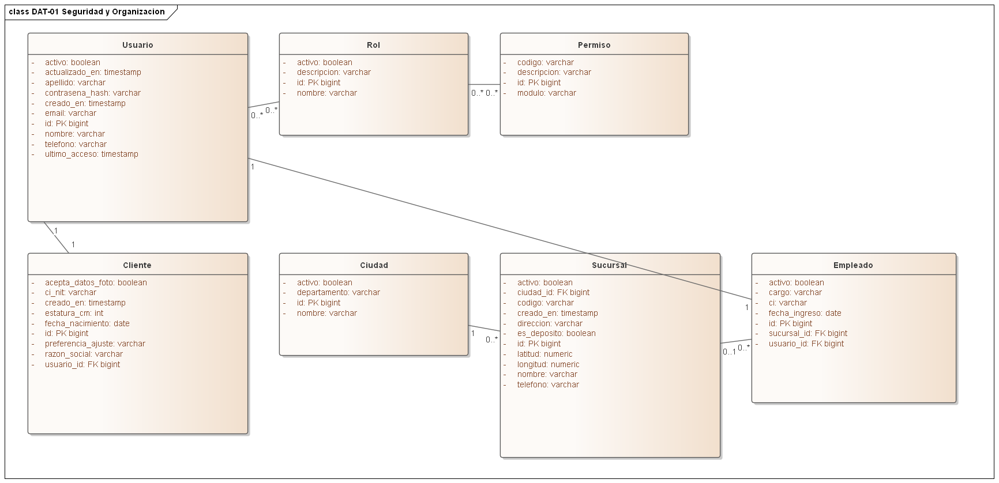 class DAT-01 Seguridad y Organizacion
Usuario
- activo: boolean
- actualizado_en: timestamp
- apellido: varchar
- contrasena_hash: varchar
- creado_en: timestamp
- email: varchar
- id: PK bigint
- nombre: varchar
- telefono: varchar
- ultimo_acceso: timestamp
Rol
- activo: boolean
- descripcion: varchar
- id: PK bigint
- nombre: varchar
Permiso
- codigo: varchar
- descripcion: varchar
- id: PK bigint
- modulo: varchar
0..* 0..*
0..* 0..*
1
1
1
Cliente
- acepta_datos_foto: boolean
- ci_nit: varchar
- creado_en: timestamp
- estatura_cm: int
- fecha_nacimiento: date
- id: PK bigint
- preferencia_ajuste: varchar
- razon_social: varchar
- usuario_id: FK bigint
Ciudad
- activo: boolean
- departamento: varchar
- id: PK bigint
- nombre: varchar
1
0..*
Sucursal
- activo: boolean
- ciudad_id: FK bigint
- codigo: varchar
- creado_en: timestamp
- direccion: varchar
- es_deposito: boolean
- id: PK bigint
- latitud: numeric
- longitud: numeric
- nombre: varchar
- telefono: varchar
1
0..1 0..*
Empleado
- activo: boolean
- cargo: varchar
- ci: varchar
- fecha_ingreso: date
- id: PK bigint
- sucursal_id: FK bigint
- usuario_id: FK bigint